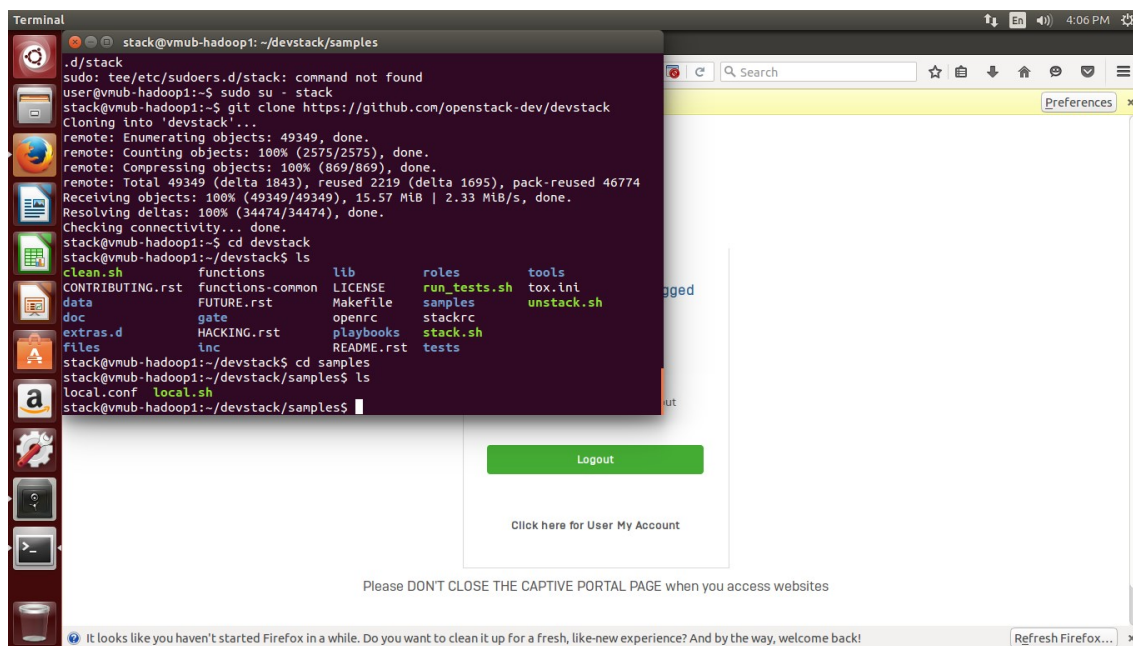 Terminal
En
4:06 PM
stack@vmub-hadoop1: ~/devstack/samples
.d/stack
sudo: tee/etc/sudoers.d/stack: command not found
user@vmub-hadoop1:~$ sudo su - stack
stack@vmub-hadoop1:~$ git clone https://github.com/openstack-dev/devstack
Cloning into 'devstack'...
remote: Enumerating objects: 49349, done.
remote: Counting objects: 100% (2575/2575), done.
remote: Compressing objects: 100% (869/869), done.
remote: Total 49349 (delta 1843), reused 2219 (delta 1695), pack-reused 46774
Receiving objects: 100% (49349/49349), 15.57 MiB | 2.33 MiB/s, done.
Resolving deltas: 100% (34474/34474), done.
Checking connectivity... done.
stack@vmub-hadoop1:~$ cd devstack
stack@vmub-hadoop1:~/devstack$ ls
clean.sh functions lib roles tools
CONTRIBUTING.rst functions-common LICENSE run_tests.sh tox.ini
data FUTURE.rst Makefile samples unstack.sh
doc gate openrc stackrc
extras.d HACKING.rst playbooks stack.sh
files inc README.rst tests
stack@vmub-hadoop1:~/devstack$ cd samples
stack@vmub-hadoop1:~/devstack/samples$ ls
local.conf local.sh
stack@vmub-hadoop1:~/devstack/samples$
Search
Preferences
gged
ut
Logout
Click here for User My Account
Please DON'T CLOSE THE CAPTIVE PORTAL PAGE when you access websites
It looks like you haven't started Firefox in a while. Do you want to clean it up for a fresh, like-new experience? And by the way, welcome back!
Refresh Firefox...